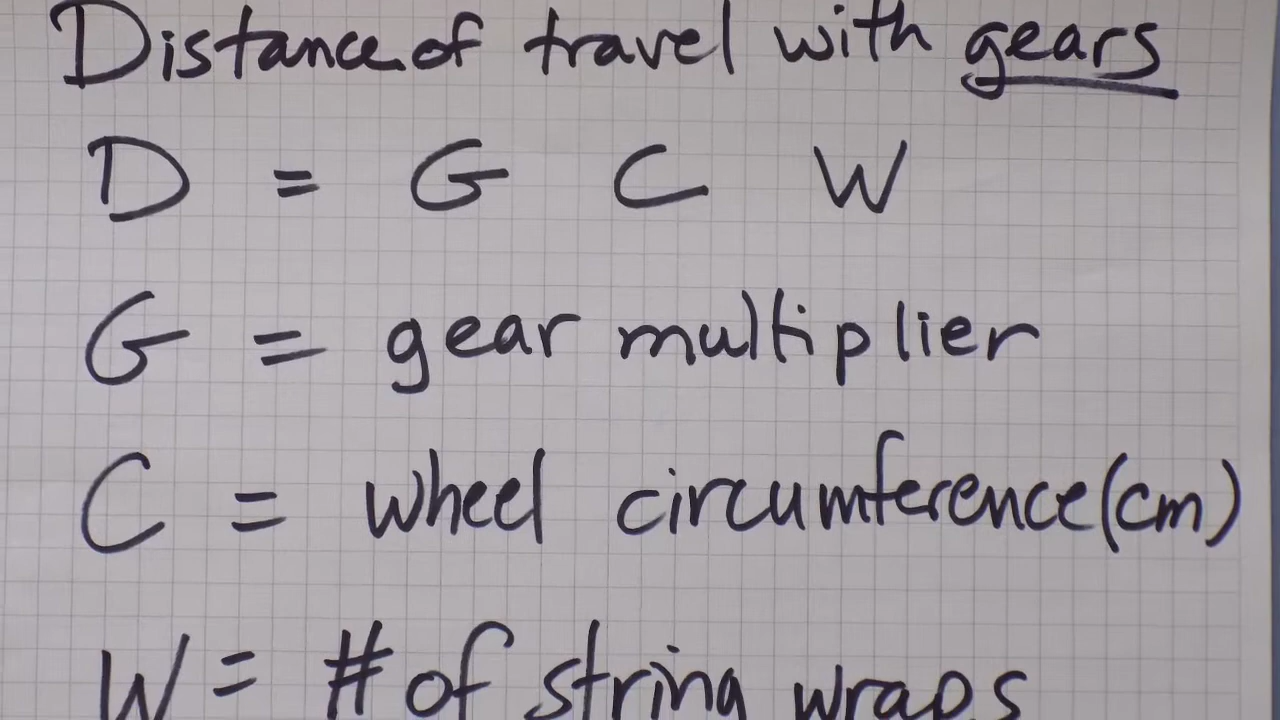 Distance of travel with gears
D = G C W
G = gear multiplier
C = wheel circumference (cm)
W = # of string wraps